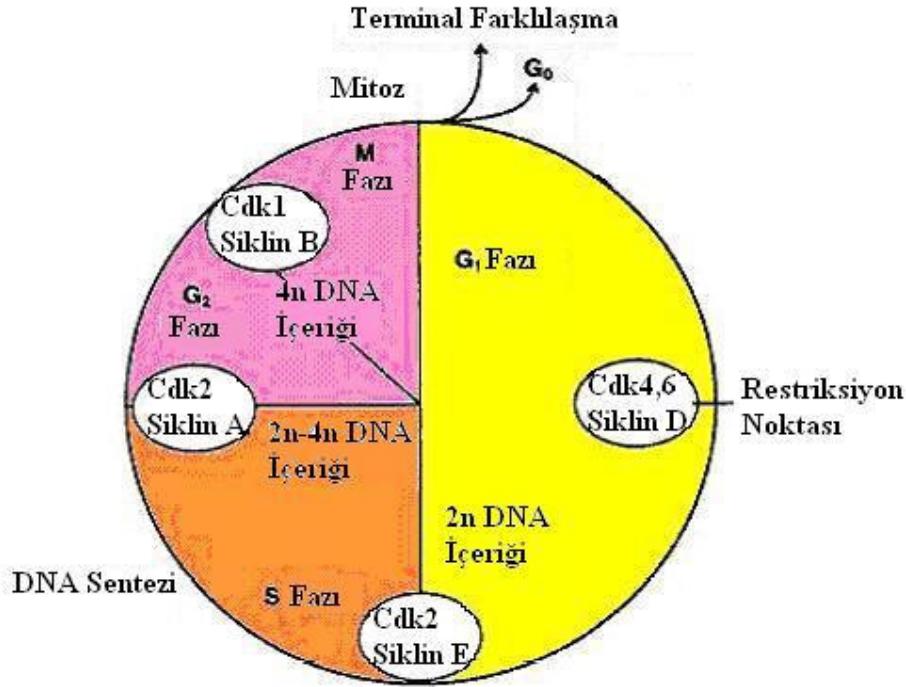 Terminal Farklılaşma
G₀
Mitoz
M
Fazı
Cdk1
Siklin B
G₁ Fazı
G₂
Fazı
4n DNA
İçeriği
Cdk2
Siklin A
Cdk4,6
Siklin D
Restriksiyon
Noktası
2n-4n DNA
İçeriği
2n DNA
İçeriği
DNA Sentezi
S Fazı
Cdk2
Siklin E